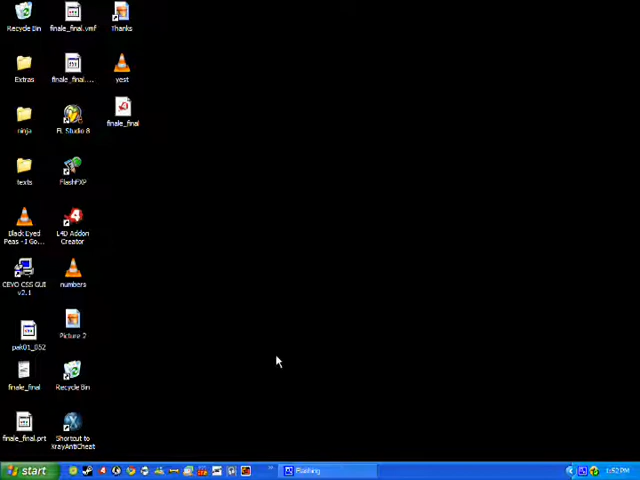 Recycle Bin
finale_final.vmf
Thanks
Extras
finale_final....
yest
ninja
FL Studio 8
finale_final
texts
FlashFXP
Black Eyed
Peas - I Go...
L4D Addon
Creator
CEVO CSS GUI
v2.1
numbers
pak01_052
Picture 2
finale_final
Recycle Bin
finale_final.prt
Shortcut to
XrayAntiCheat
start
1:52 PM